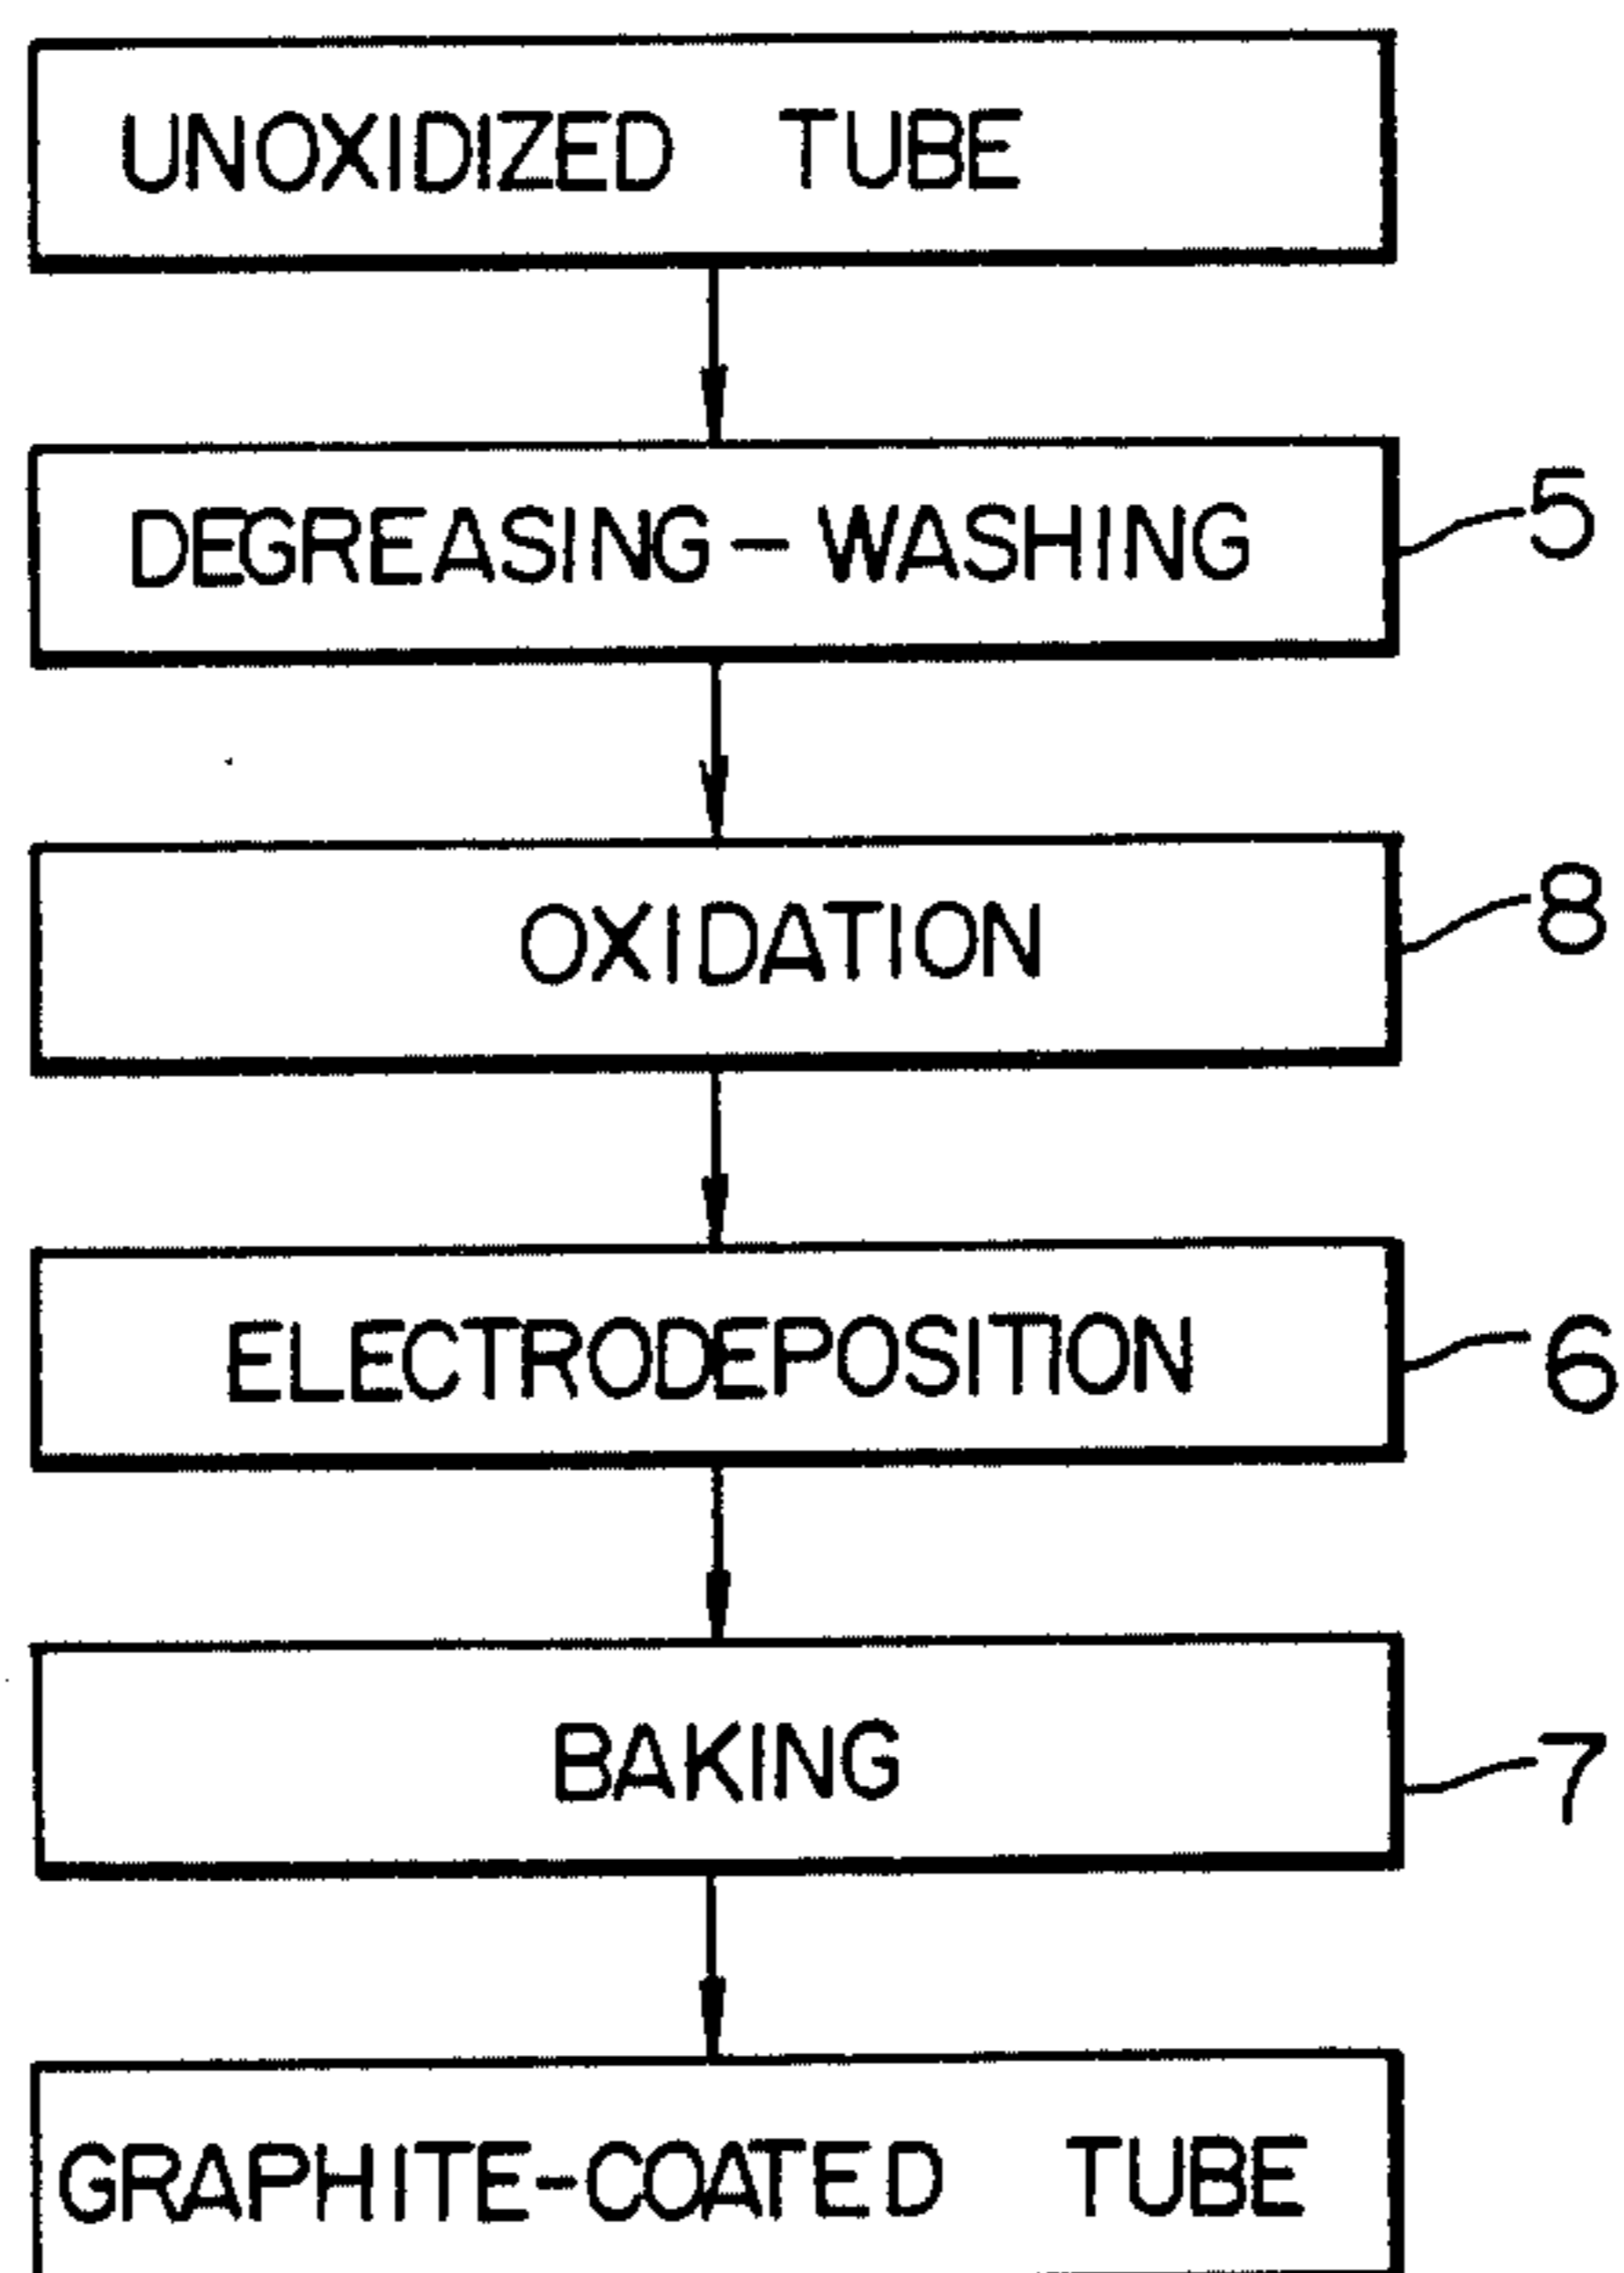 UNOXIDIZED TUBE
DEGREASING-WASHING
5
OXIDATION
8
ELECTRODEPOSITION
6
BAKING
7
GRAPHITE-COATED TUBE